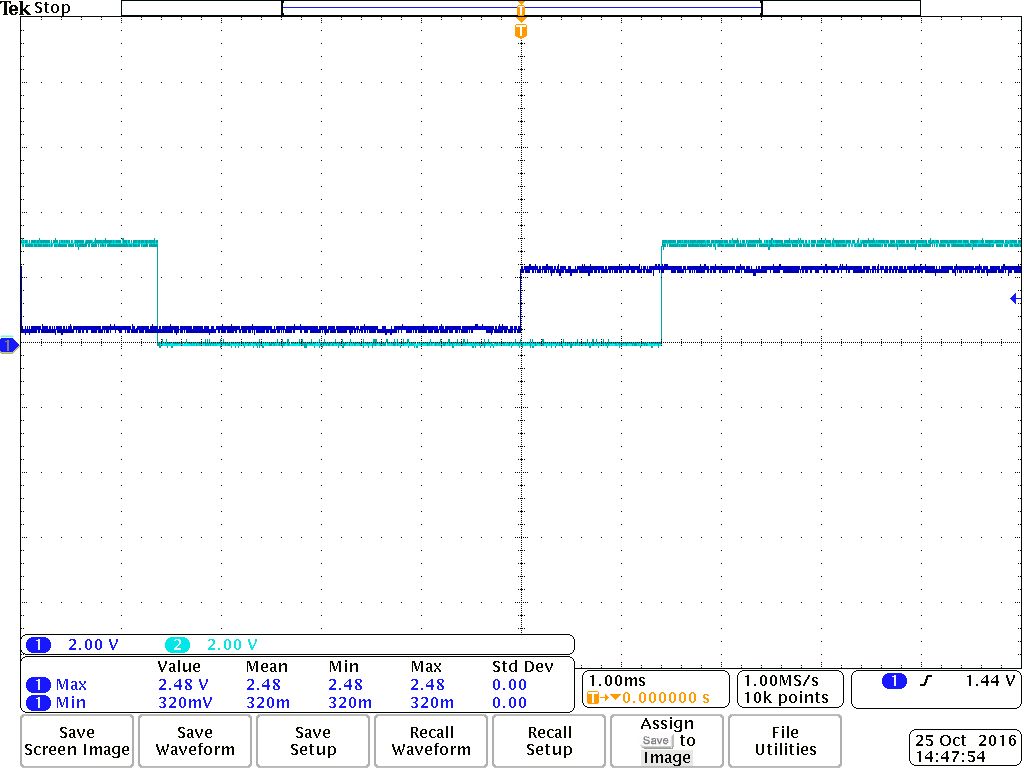 Tek Stop
T
T
1
1 2.00 V 2 2.00 V
Value Mean Min Max Std Dev
1 Max 2.48 V 2.48 2.48 2.48 0.00
1 Min 320mV 320m 320m 320m 0.00
1.00ms
T→▼0.000000 s
1.00MS/s
10k points
1 1.44 V
Save
Screen Image
Save
Waveform
Save
Setup
Recall
Waveform
Recall
Setup
Assign
Save to
Image
File
Utilities
25 Oct 2016
14:47:54